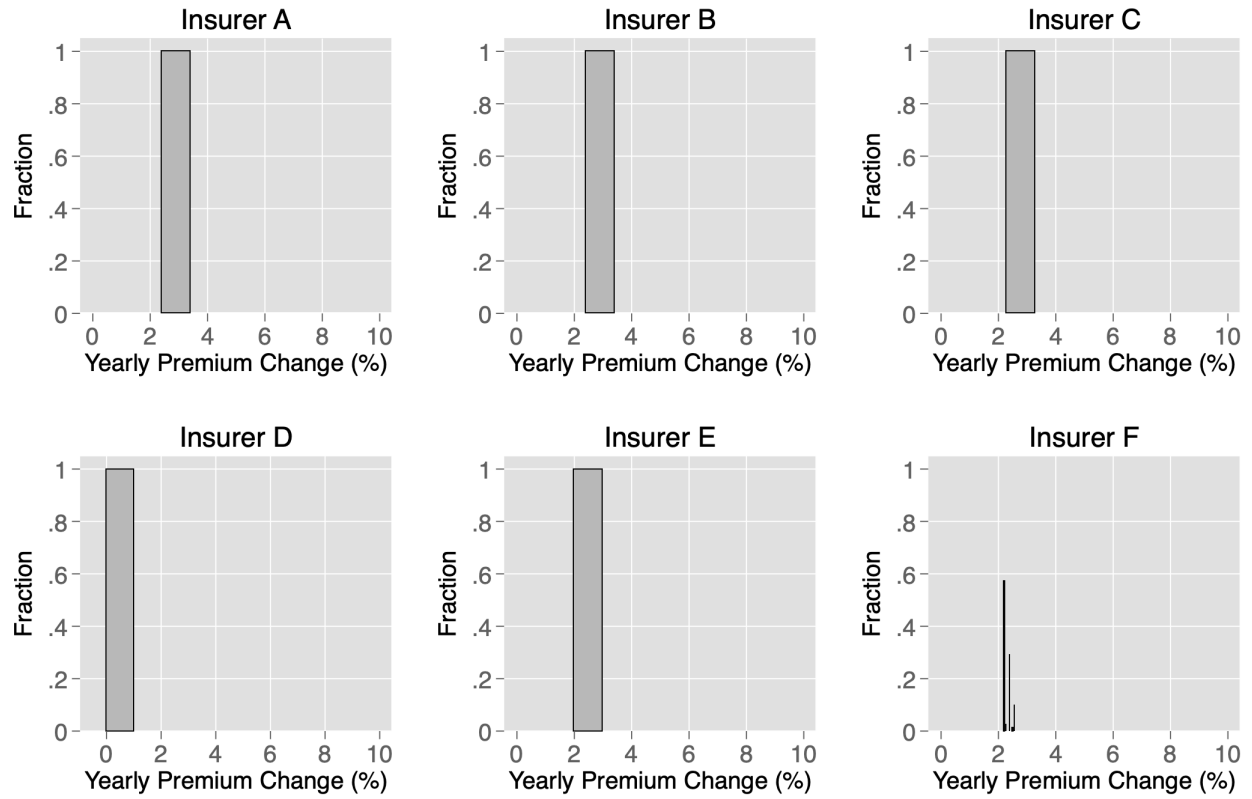 Insurer A
1
.8
.6
.4
.2
0
Fraction
0 2 4 6 8 10
Yearly Premium Change (%)
Insurer B
1
.8
.6
.4
.2
0
Fraction
0 2 4 6 8 10
Yearly Premium Change (%)
Insurer C
1
.8
.6
.4
.2
0
Fraction
0 2 4 6 8 10
Yearly Premium Change (%)
Insurer D
1
.8
.6
.4
.2
0
Fraction
0 2 4 6 8 10
Yearly Premium Change (%)
Insurer E
1
.8
.6
.4
.2
0
Fraction
0 2 4 6 8 10
Yearly Premium Change (%)
Insurer F
1
.8
.6
.4
.2
0
Fraction
0 2 4 6 8 10
Yearly Premium Change (%)